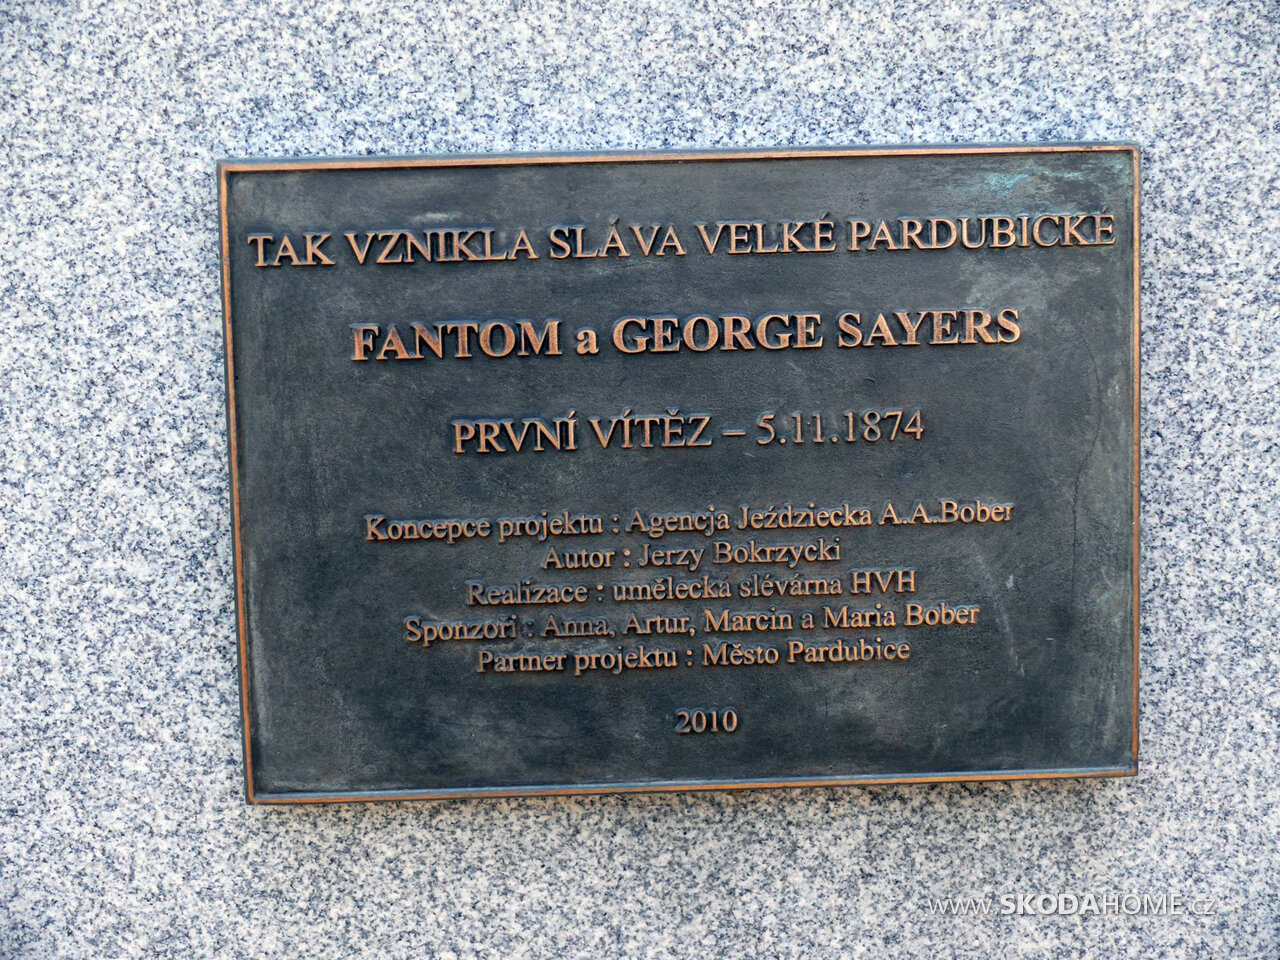 TAK VZNIKLA SLÁVA VELKÉ PARDUBICKÉ
FANTOM a GEORGE SAYERS
PRVNÍ VÍTĚZ – 5.11.1874
Koncepce projektu : Agencja Jeździecka A.A.Bober
Autor : Jerzy Bokrzycki
Realizace : umělecká slévárna HVH
Sponzoři : Anna, Artur, Marcin a Maria Bober
Partner projektu : Město Pardubice
2010
www.SKODAHOME.cz